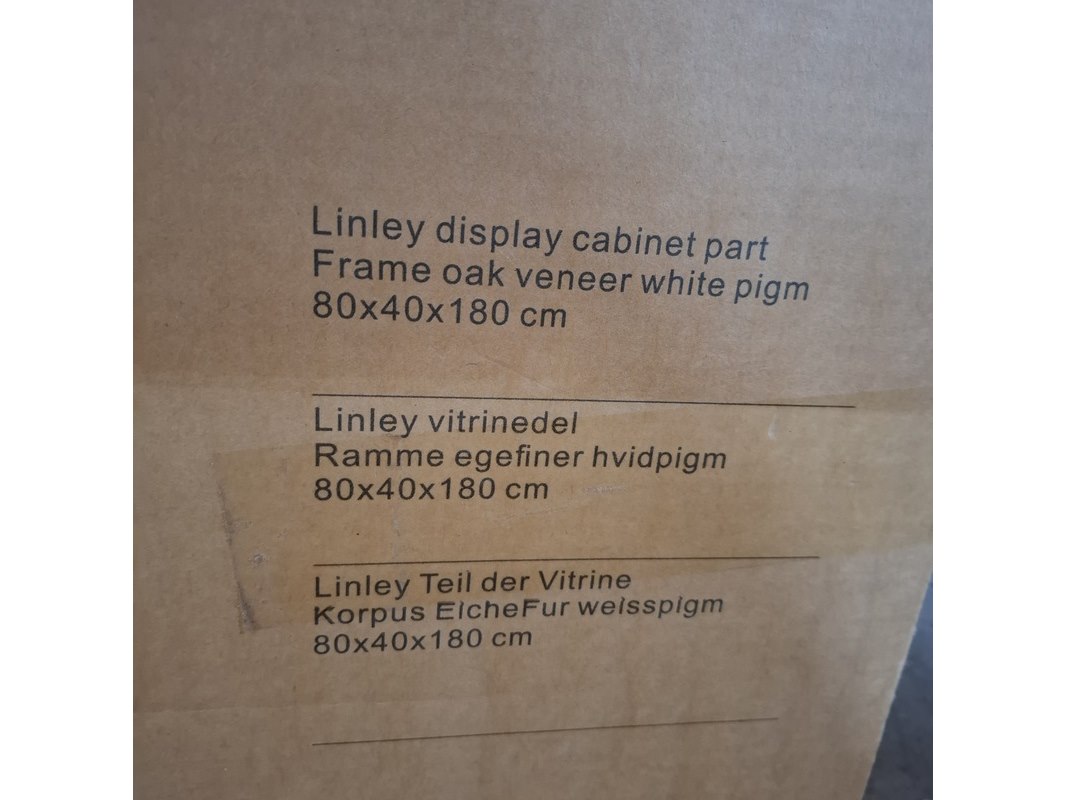 Linley display cabinet part
Frame oak veneer white pigm
80x40x180 cm
Linley vitrinedel
Ramme egefiner hvidpigm
80x40x180 cm
Linley Teil der Vitrine
Korpus EicheFur weisspigm
80x40x180 cm